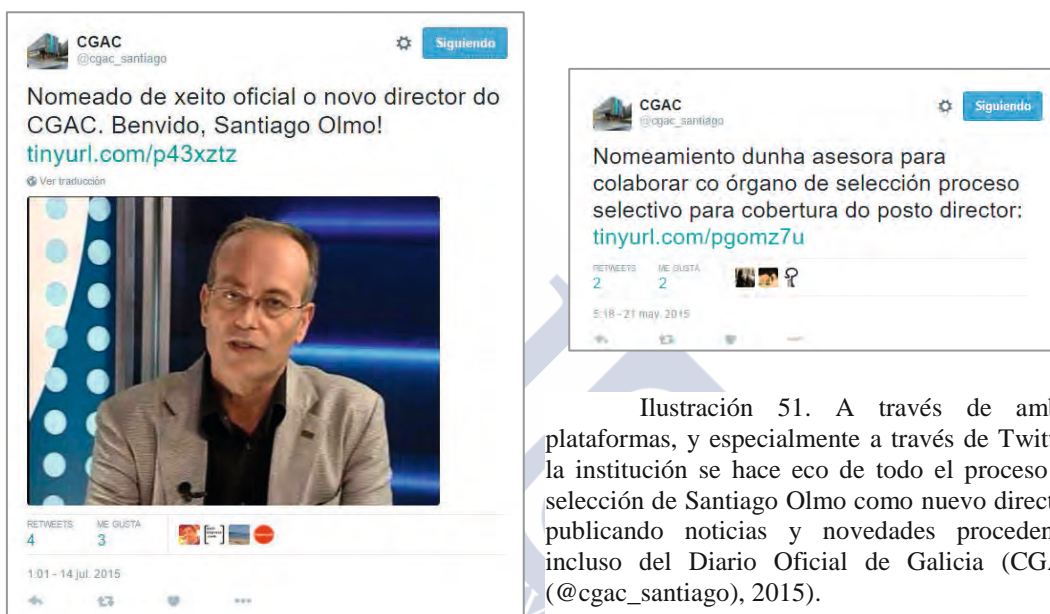 CGAC
@cgac_santiago
Siguiendo
Nomeado de xeito oficial o novo director do
CGAC. Benvido, Santiago Olmo!
tinyurl.com/p43xztz
Ver traducción
RETWEETS ME GUSTA
4 3
1:01 - 14 jul. 2015
CGAC
@cgac_santiago
Siguiendo
Nomeamiento dunha asesora para
colaborar co órgano de selección proceso
selectivo para cobertura do posto director:
tinyurl.com/pgomz7u
RETWEETS ME GUSTA
2 2
5:18 - 21 may. 2015
Ilustración 51. A través de amb
plataformas, y especialmente a través de Twitt
la institución se hace eco de todo el proceso
selección de Santiago Olmo como nuevo direct
publicando noticias y novedades proceden
incluso del Diario Oficial de Galicia (CGA
(@cgac_santiago), 2015).